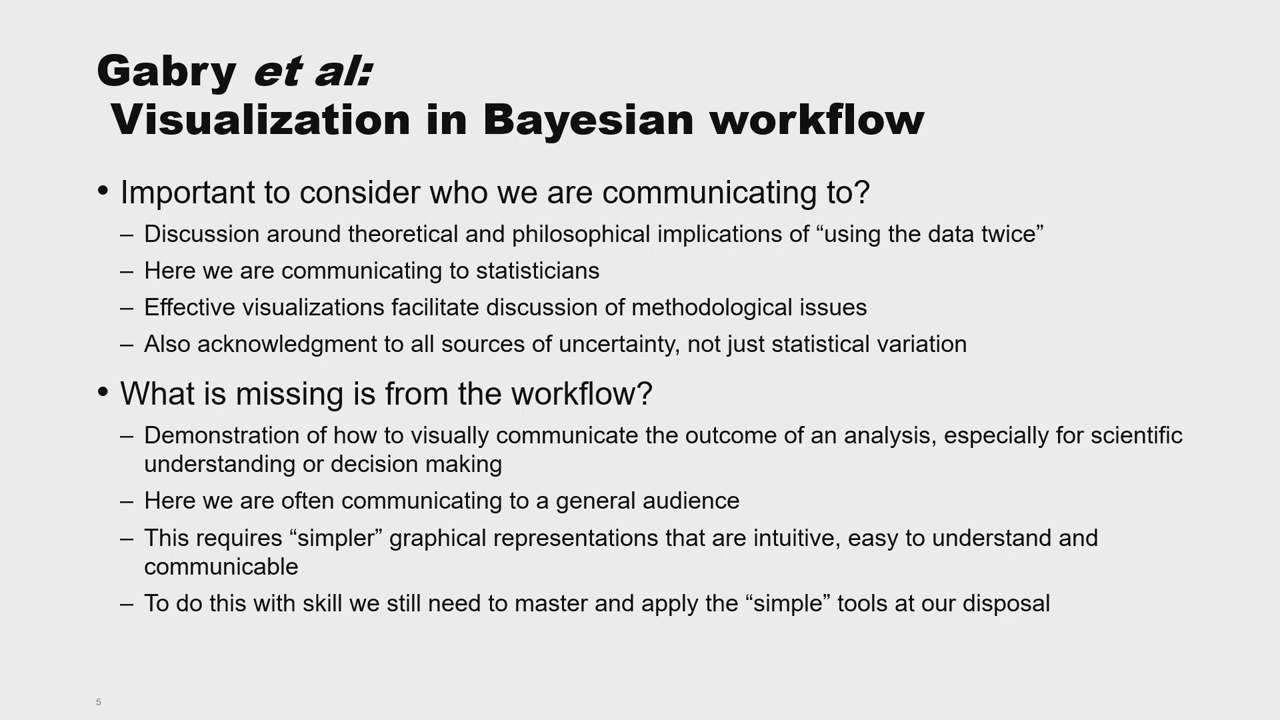 Gabry et al:
Visualization in Bayesian workflow
• Important to consider who we are communicating to?
– Discussion around theoretical and philosophical implications of “using the data twice”
– Here we are communicating to statisticians
– Effective visualizations facilitate discussion of methodological issues
– Also acknowledgment to all sources of uncertainty, not just statistical variation
• What is missing is from the workflow?
– Demonstration of how to visually communicate the outcome of an analysis, especially for scientific
understanding or decision making
– Here we are often communicating to a general audience
– This requires “simpler” graphical representations that are intuitive, easy to understand and
communicable
– To do this with skill we still need to master and apply the “simple” tools at our disposal
5